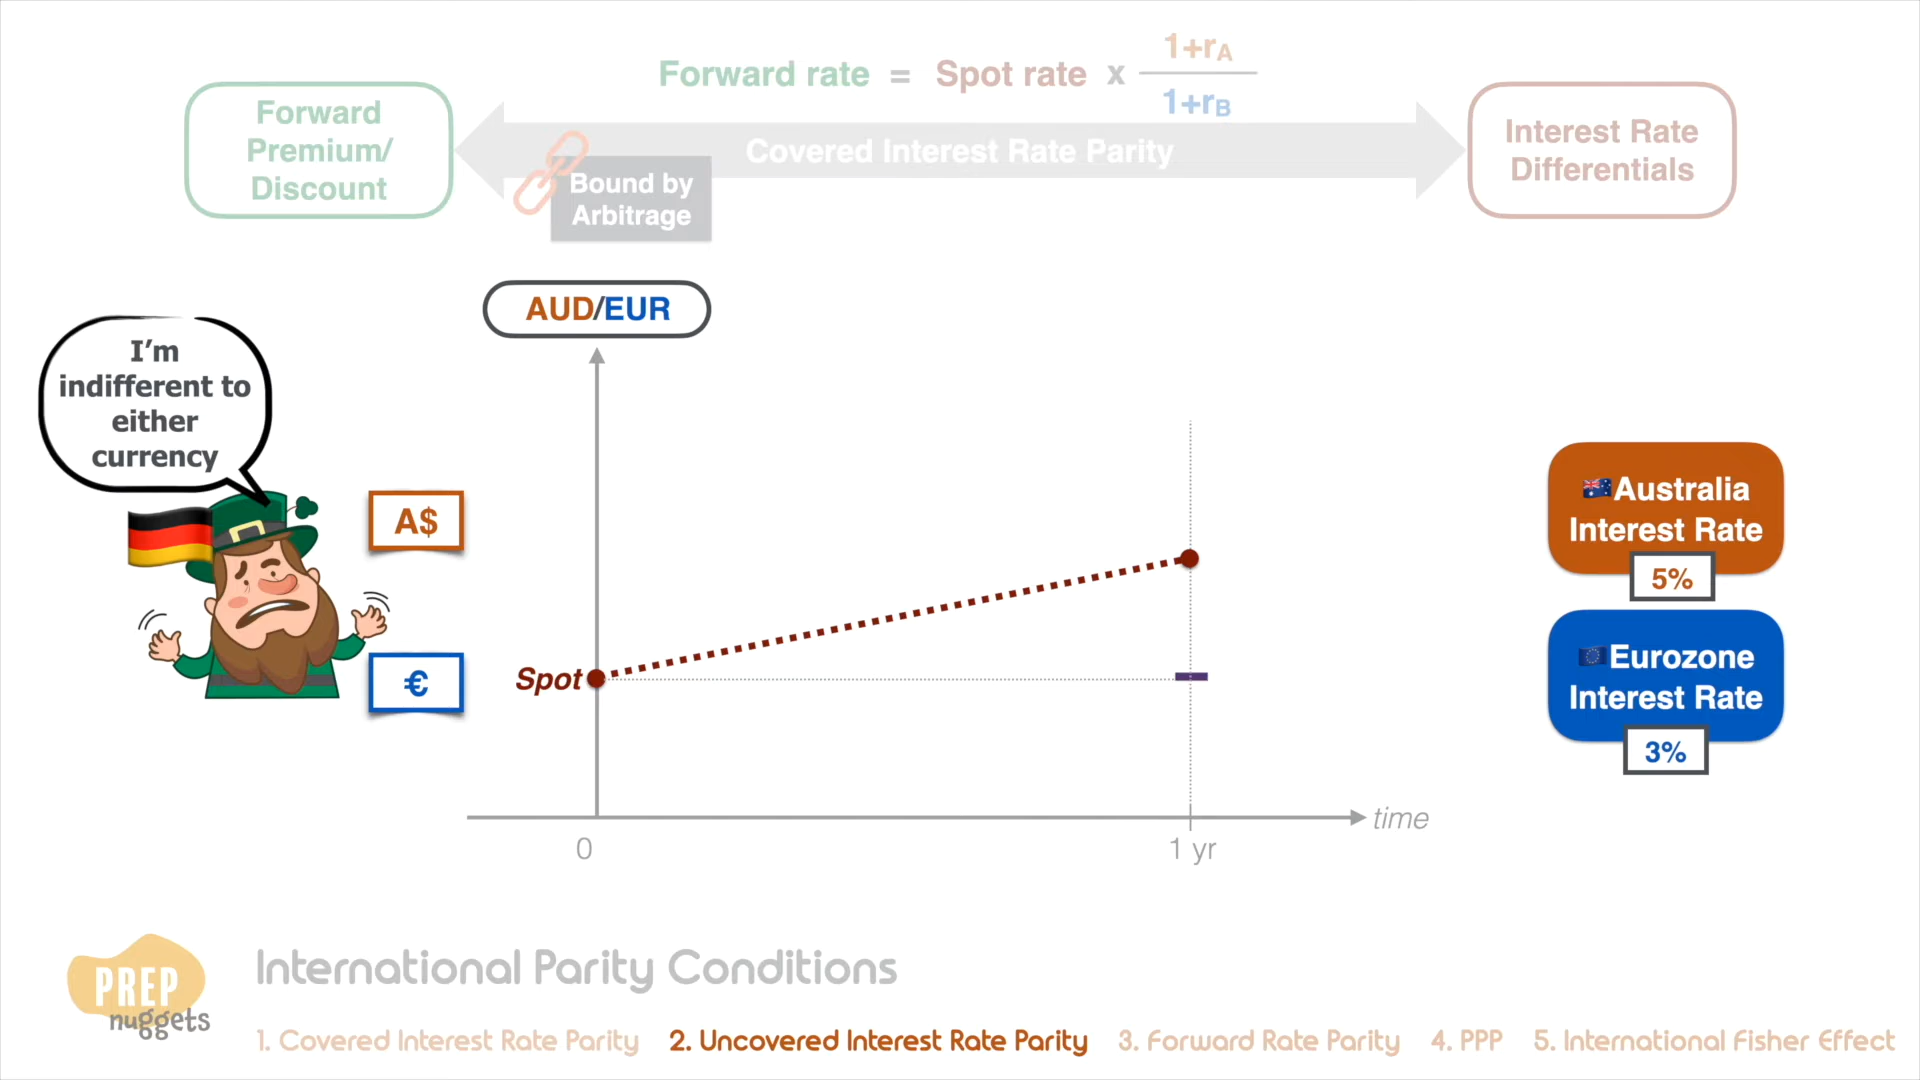 Forward rate = Spot rate x 1+rA
1+rB
Forward
Premium/
Discount
Covered Interest Rate Parity
Interest Rate
Differentials
Bound by
Arbitrage
AUD/EUR
I'm
indifferent to
either
currency
A$
€
Spot
0
1 yr
time
Australia
Interest Rate
5%
Eurozone
Interest Rate
3%
PREP
nuggets
International Parity Conditions
1. Covered Interest Rate Parity 2. Uncovered Interest Rate Parity 3. Forward Rate Parity 4. PPP 5. International Fisher Effect